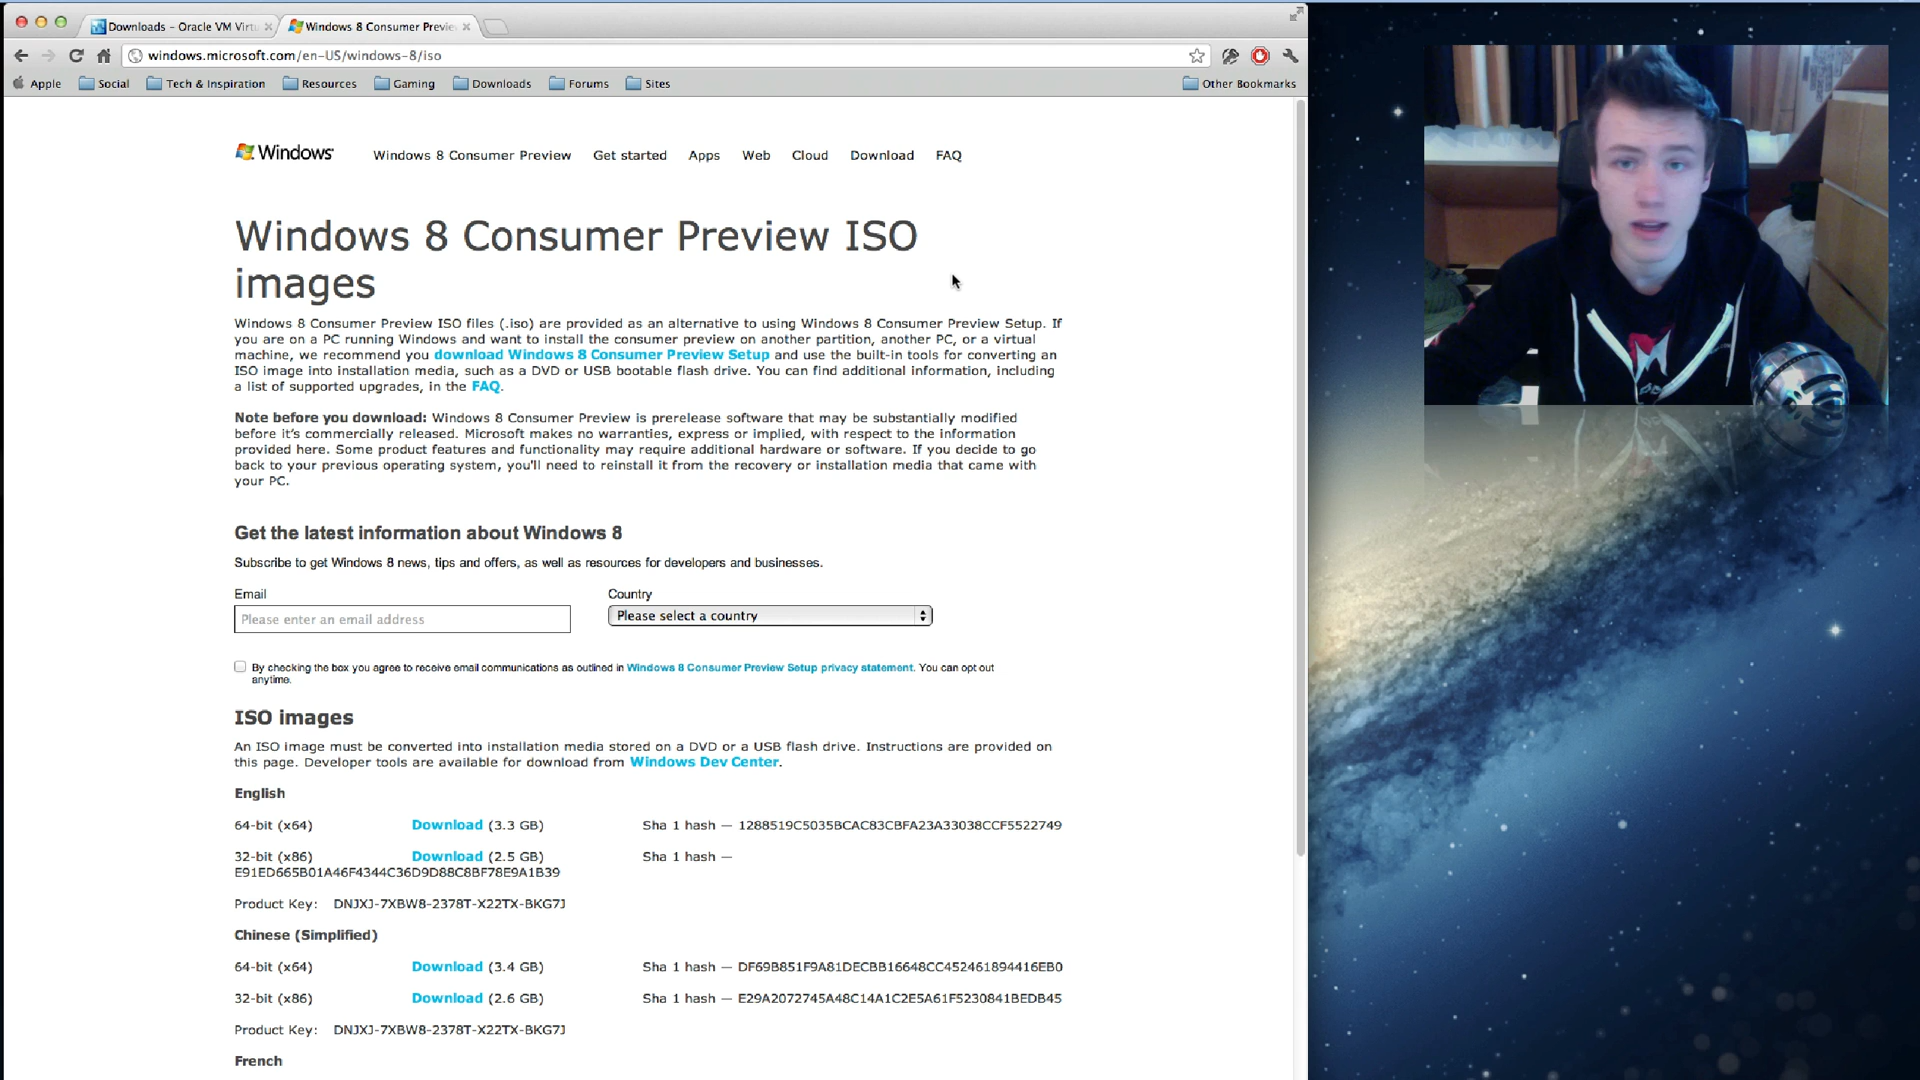 Downloads – Oracle VM Virtu
Windows 8 Consumer Previe
windows.microsoft.com/en-US/windows-8/iso
Apple Social Tech & Inspiration Resources Gaming Downloads Forums Sites Other Bookmarks
Windows Windows 8 Consumer Preview Get started Apps Web Cloud Download FAQ
Windows 8 Consumer Preview ISO
images
Windows 8 Consumer Preview ISO files (.iso) are provided as an alternative to using Windows 8 Consumer Preview Setup. If
you are on a PC running Windows and want to install the consumer preview on another partition, another PC, or a virtual
machine, we recommend you download Windows 8 Consumer Preview Setup and use the built-in tools for converting an
ISO image into installation media, such as a DVD or USB bootable flash drive. You can find additional information, including
a list of supported upgrades, in the FAQ.
Note before you download: Windows 8 Consumer Preview is prerelease software that may be substantially modified
before it's commercially released. Microsoft makes no warranties, express or implied, with respect to the information
provided here. Some product features and functionality may require additional hardware or software. If you decide to go
back to your previous operating system, you'll need to reinstall it from the recovery or installation media that came with
your PC.
Get the latest information about Windows 8
Subscribe to get Windows 8 news, tips and offers, as well as resources for developers and businesses.
Email Country
Please enter an email address Please select a country
By checking the box you agree to receive email communications as outlined in Windows 8 Consumer Preview Setup privacy statement. You can opt out
anytime.
ISO images
An ISO image must be converted into installation media stored on a DVD or a USB flash drive. Instructions are provided on
this page. Developer tools are available for download from Windows Dev Center.
English
64-bit (x64) Download (3.3 GB) Sha 1 hash — 1288519C5035BCAC83CBFA23A33038CCF5522749
32-bit (x86) Download (2.5 GB) Sha 1 hash —
E91ED665B01A46F4344C36D9D88C8BF78E9A1B39
Product Key: DNJXJ-7XBW8-2378T-X22TX-BKG7J
Chinese (Simplified)
64-bit (x64) Download (3.4 GB) Sha 1 hash — DF69B851F9A81DECBB16648CC452461894416EB0
32-bit (x86) Download (2.6 GB) Sha 1 hash — E29A2072745A48C14A1C2E5A61F5230841BEDB45
Product Key: DNJXJ-7XBW8-2378T-X22TX-BKG7J
French